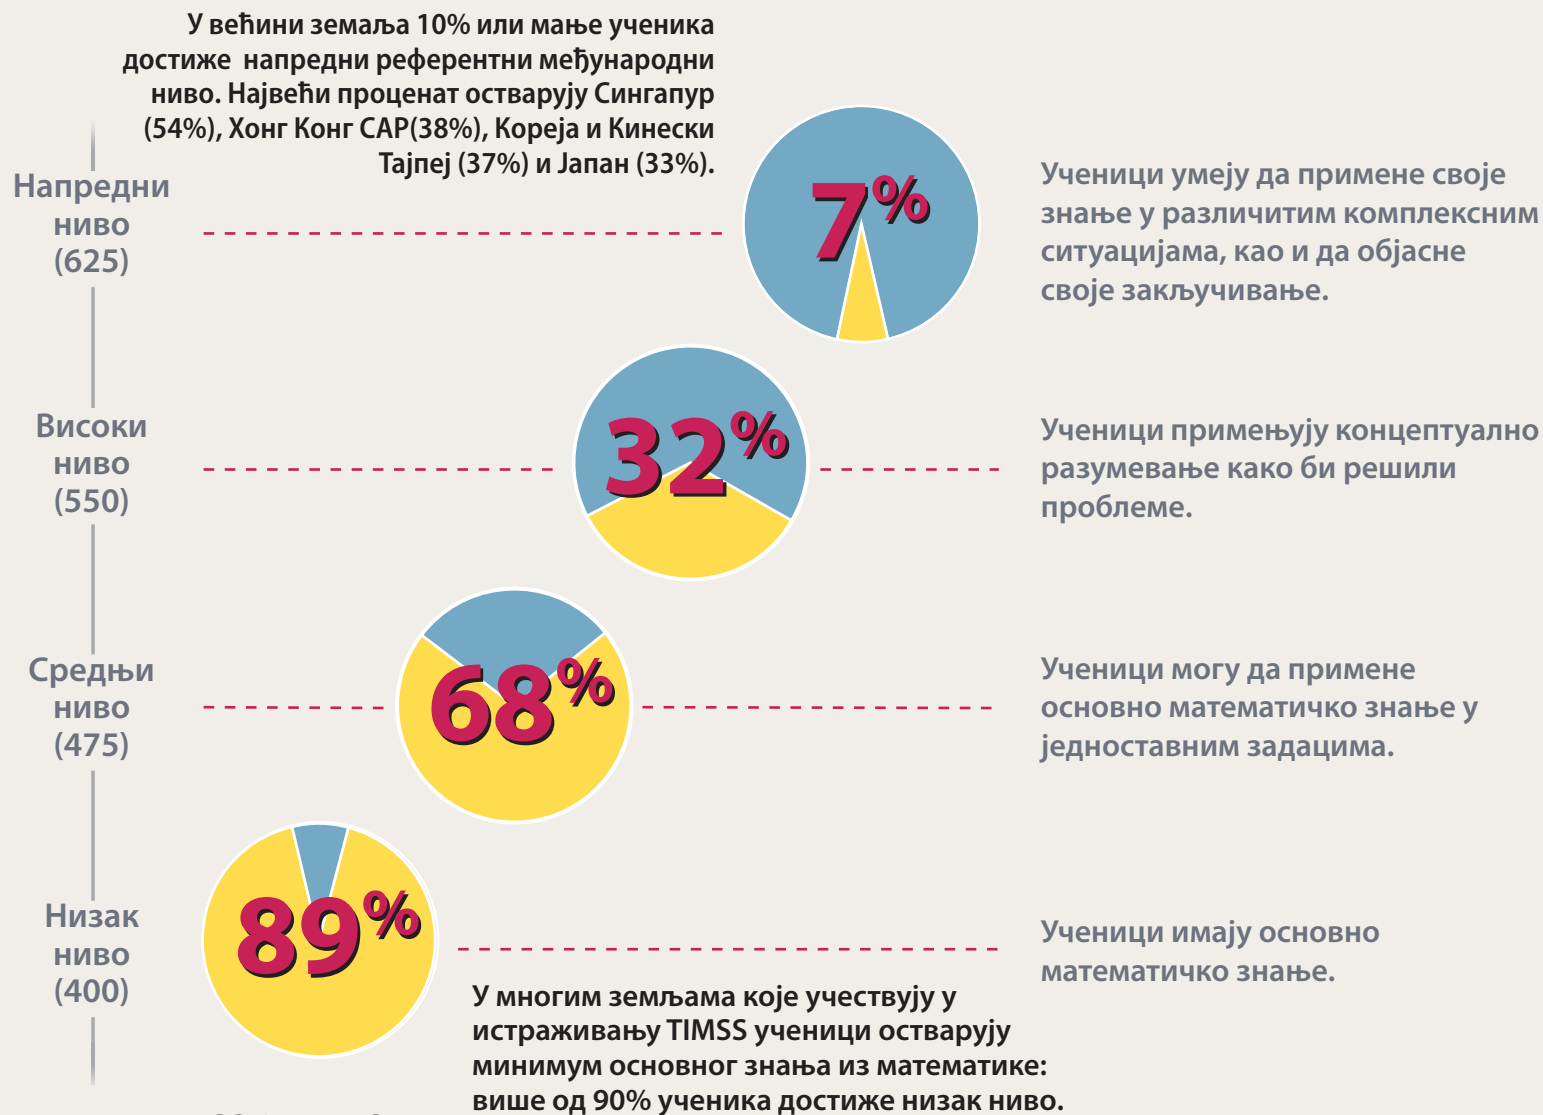 У већини земаља 10% или мање ученика
достиже напредни референтни међународни
ниво. Највећи проценат остварују Сингапур
(54%), Хонг Конг САР(38%), Кореја и Кинески
Тајпеј (37%) и Јапан (33%).
Напредни
ниво
(625)
7%
Ученици умеју да примене своје
знање у различитим комплексним
ситуацијама, као и да објасне
своје закључивање.
Високи
ниво
(550)
32%
Ученици примењују концептуално
разумевање како би решили
проблеме.
Средњи
ниво
(475)
68%
Ученици могу да примене
основно математичко знање у
једноставним задацима.
Низак
ниво
(400)
89%
Ученици имају основно
математичко знање.
У многим земљама које учествују у
истраживању TIMSS ученици остварују
минимум основног знања из математике:
више од 90% ученика достиже низак ниво.